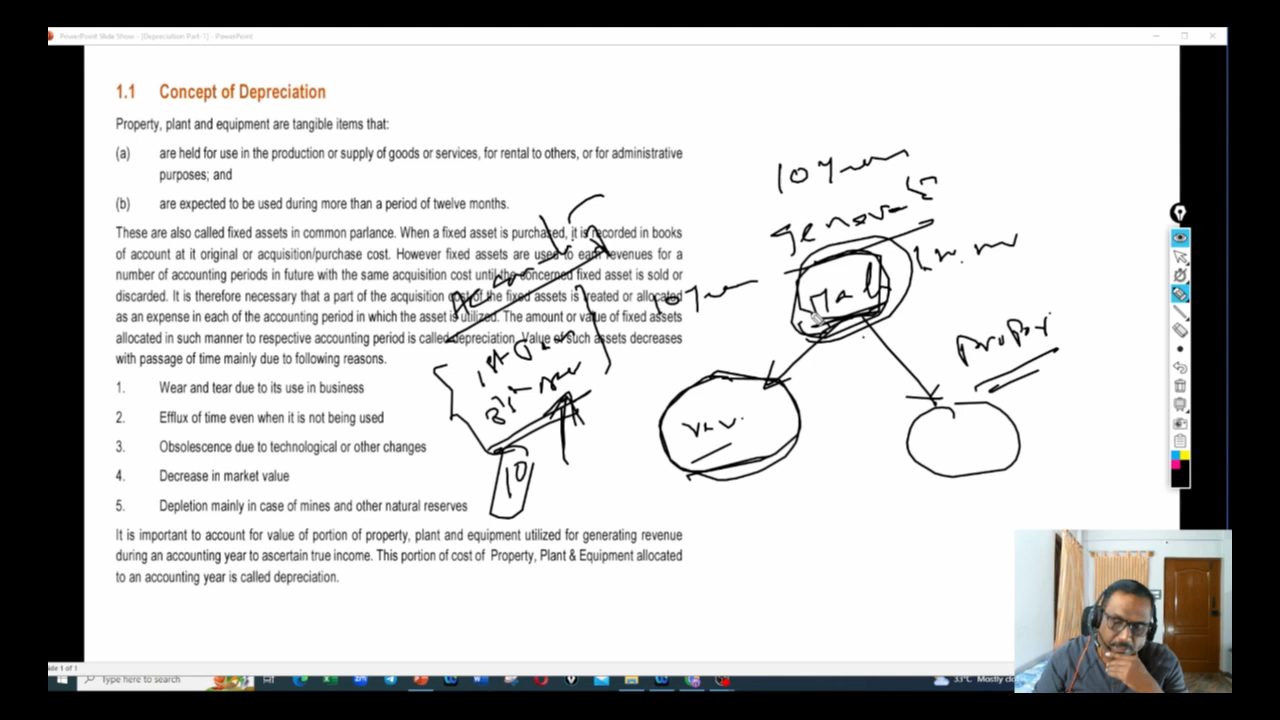 PowerPoint Slide Show - [Depreciation Part-1] - PowerPoint
1.1 Concept of Depreciation
Property, plant and equipment are tangible items that:
(a) are held for use in the production or supply of goods or services, for rental to others, or for administrative
purposes; and
(b) are expected to be used during more than a period of twelve months.
These are also called fixed assets in common parlance. When a fixed asset is purchased, it is recorded in books
of account at it original or acquisition/purchase cost. However fixed assets are used to earn revenues for a
number of accounting periods in future with the same acquisition cost until the concerned fixed asset is sold or
discarded. It is therefore necessary that a part of the acquisition cost of the fixed assets is treated or allocated
as an expense in each of the accounting period in which the asset is utilized. The amount or value of fixed assets
allocated in such manner to respective accounting period is called depreciation. Value of such assets decreases
with passage of time mainly due to following reasons.
1. Wear and tear due to its use in business
2. Efflux of time even when it is not being used
3. Obsolescence due to technological or other changes
4. Decrease in market value
5. Depletion mainly in case of mines and other natural reserves
It is important to account for value of portion of property, plant and equipment utilized for generating revenue
during an accounting year to ascertain true income. This portion of cost of Property, Plant & Equipment allocated
to an accounting year is called depreciation.
10
Slide 1 of 1
Type here to search
33°C Mostly